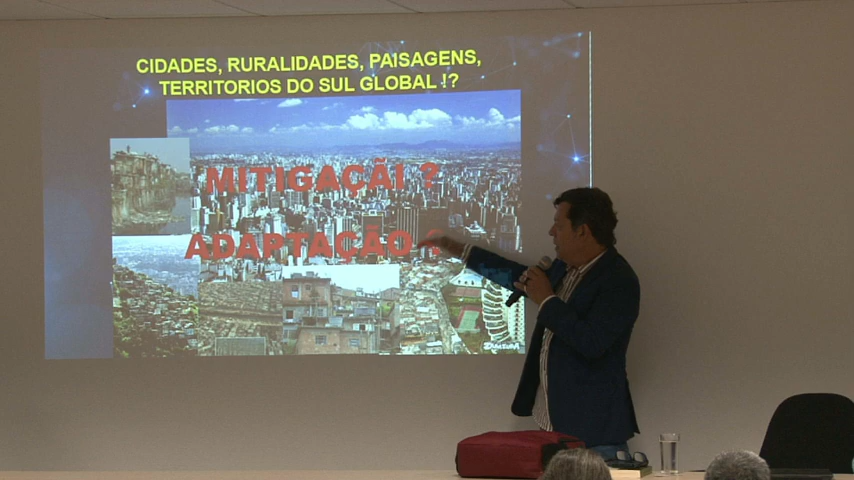 CIDADES, RURALIDADES, PAISAGENS,
TERRITORIOS DO SUL GLOBAL !?
MITIGAÇÃI ?
ADAPTAÇÃO